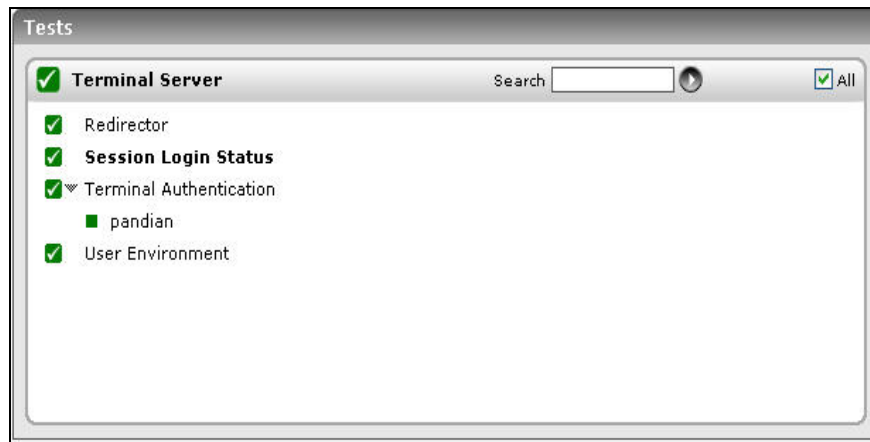 Tests
Terminal Server Search All
Redirector
Session Login Status
Terminal Authentication
pandian
User Environment